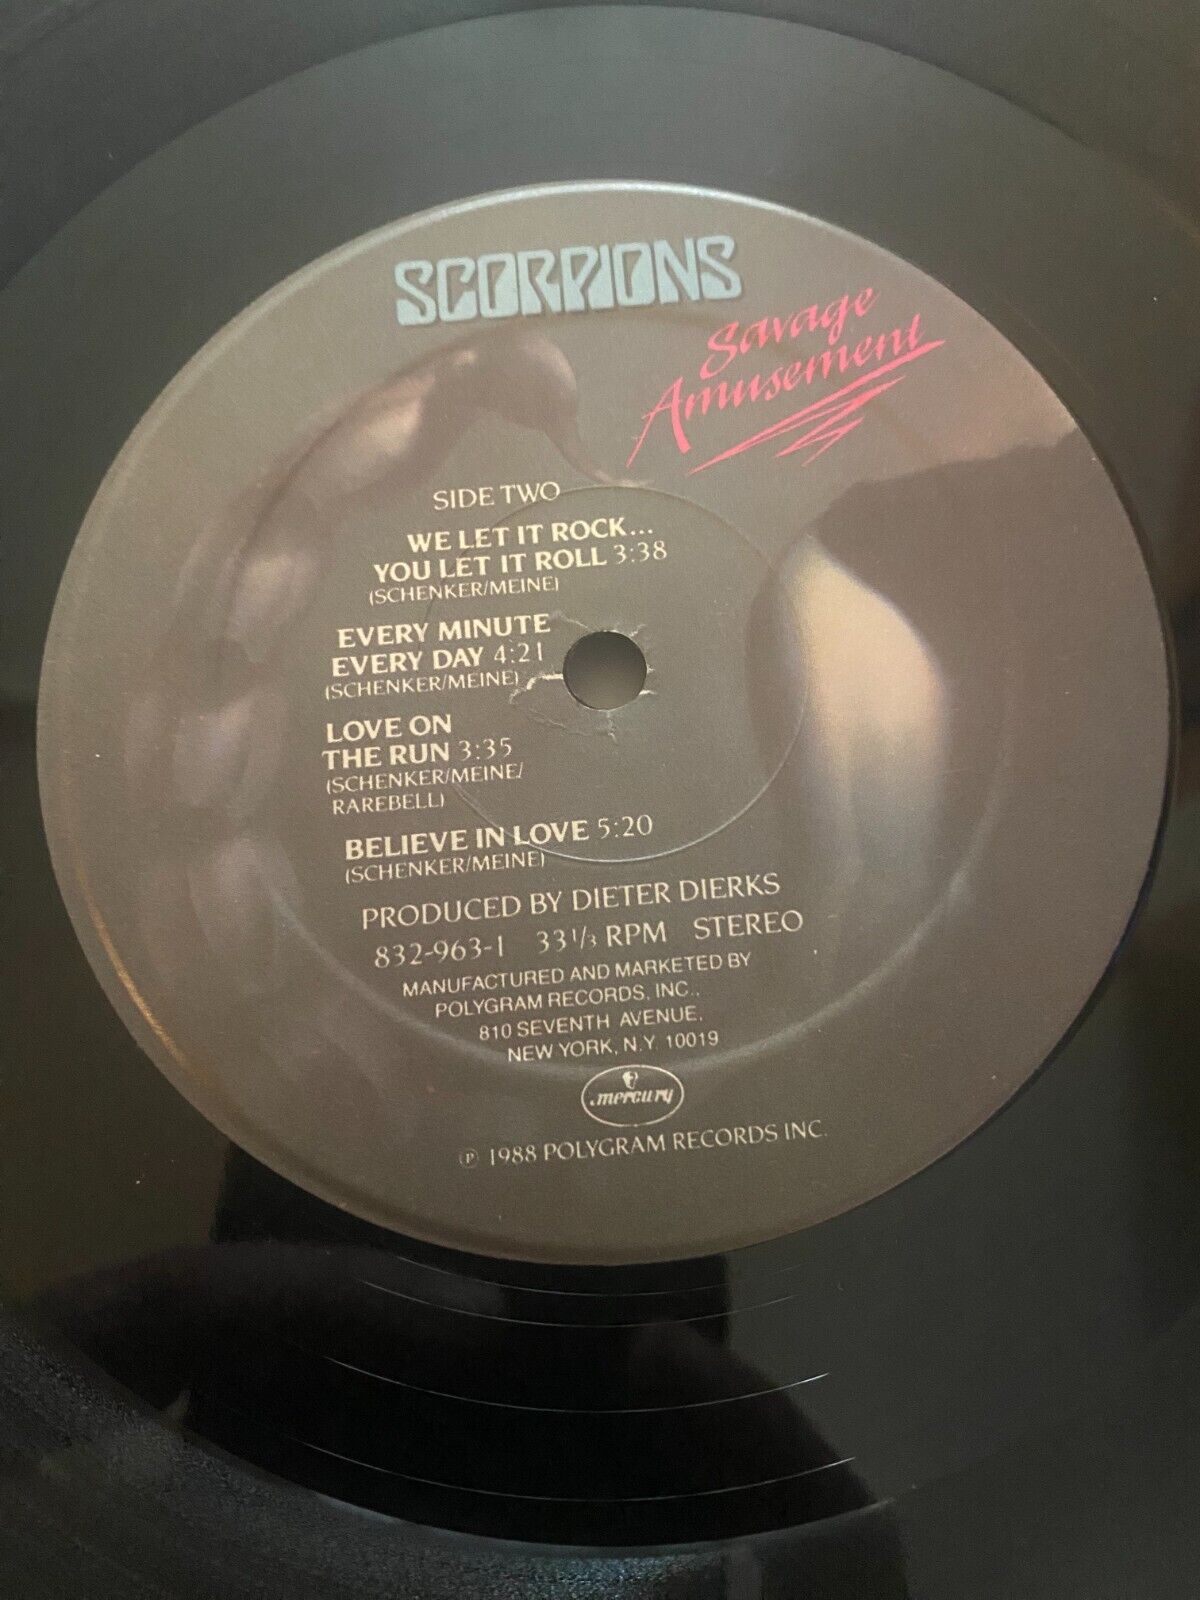 SCORPIONS
Savage
Amusement
SIDE TWO
WE LET IT ROCK...
YOU LET IT ROLL 3:38
(SCHENKER/MEINE)
EVERY MINUTE
EVERY DAY 4:21
(SCHENKER/MEINE)
LOVE ON
THE RUN 3:35
(SCHENKER/MEINE/
RAREBELL)
BELIEVE IN LOVE 5:20
(SCHENKER/MEINE)
PRODUCED BY DIETER DIERKS
832-963-1 33 1/3 RPM STEREO
MANUFACTURED AND MARKETED BY
POLYGRAM RECORDS, INC.,
810 SEVENTH AVENUE,
NEW YORK, N.Y. 10019
mercury
℗ 1988 POLYGRAM RECORDS INC.